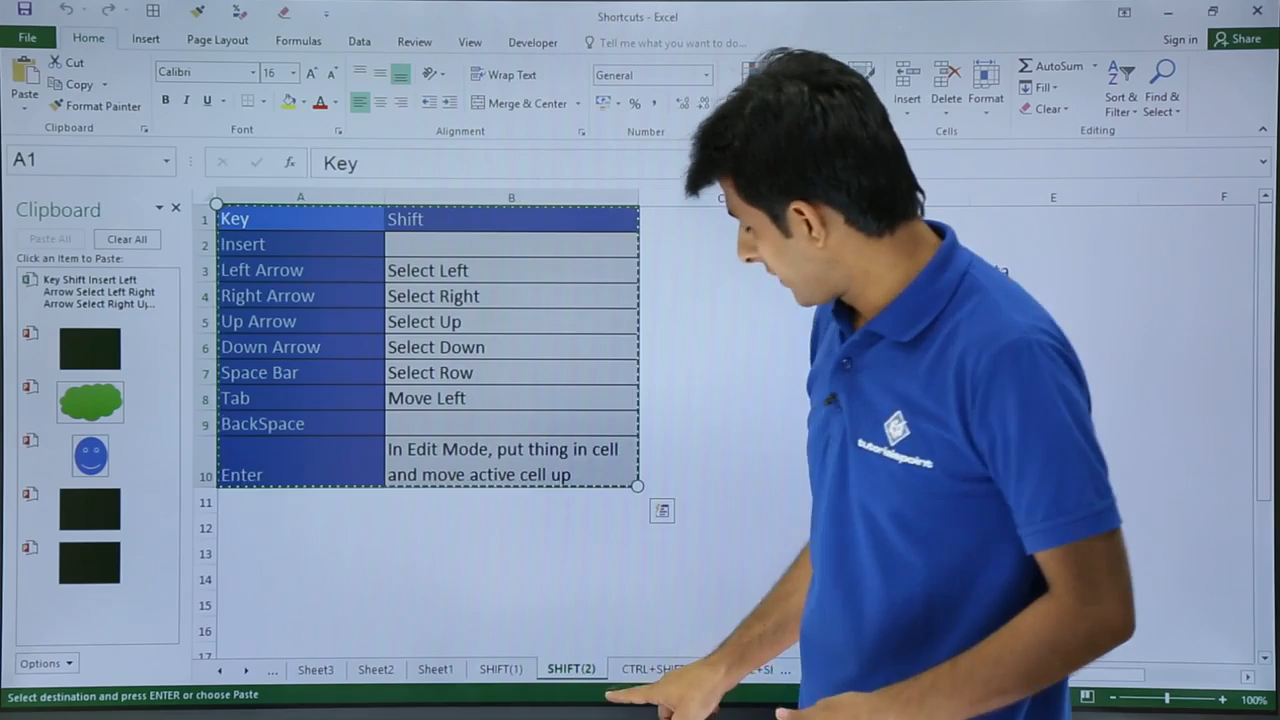 Shortcuts - Excel
File Home Insert Page Layout Formulas Data Review View Developer Tell me what you want to do... Sign in Share
Paste
Cut
Copy
Format Painter
Clipboard
Calibri 16
B I U
Font
Wrap Text
Merge & Center
Alignment
General
Number
Insert Delete Format
Cells
AutoSum
Fill
Clear
Sort & Filter
Find & Select
Editing
A1
fx Key
Clipboard
Paste All Clear All
Click an Item to Paste:
Key Shift Insert Left
Arrow Select Left Right
Arrow Select Right Up...
Options
A B E F
1 Key Shift
2 Insert
3 Left Arrow Select Left
4 Right Arrow Select Right
5 Up Arrow Select Up
6 Down Arrow Select Down
7 Space Bar Select Row
8 Tab Move Left
9 BackSpace
In Edit Mode, put thing in cell
10 Enter and move active cell up
11
12
13
14
15
16
17
tutorialspoint
... Sheet3 Sheet2 Sheet1 SHIFT(1) SHIFT(2)
Select destination and press ENTER or choose Paste
100%